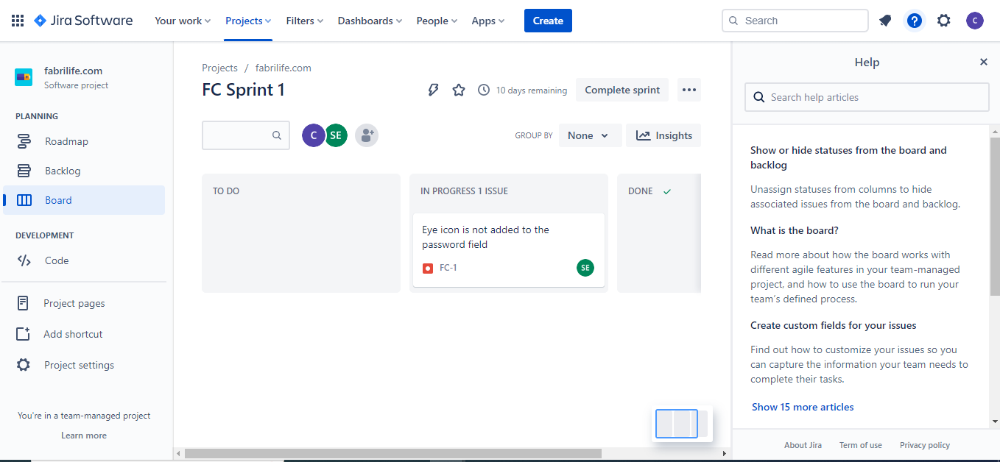 Jira Software
Your work
Projects
Filters
Dashboards
People
Apps
Create
Search
?
C
fabrilife.com
Software project
PLANNING
Roadmap
Backlog
Board
DEVELOPMENT
Code
Project pages
Add shortcut
Project settings
You're in a team-managed project
Learn more
Projects / fabrilife.com
FC Sprint 1
10 days remaining
Complete sprint
C
SE
GROUP BY
None
Insights
TO DO
IN PROGRESS 1 ISSUE
Eye icon is not added to the
password field
FC-1
SE
DONE
Help
Search help articles
Show or hide statuses from the board and
backlog
Unassign statuses from columns to hide
associated issues from the board and backlog.
What is the board?
Read more about how the board works with
different agile features in your team-managed
project, and how to use the board to run your
team's defined process.
Create custom fields for your issues
Find out how to customize your issues so you
can capture the information your team needs to
complete their tasks.
Show 15 more articles
About Jira
Term of use
Privacy policy